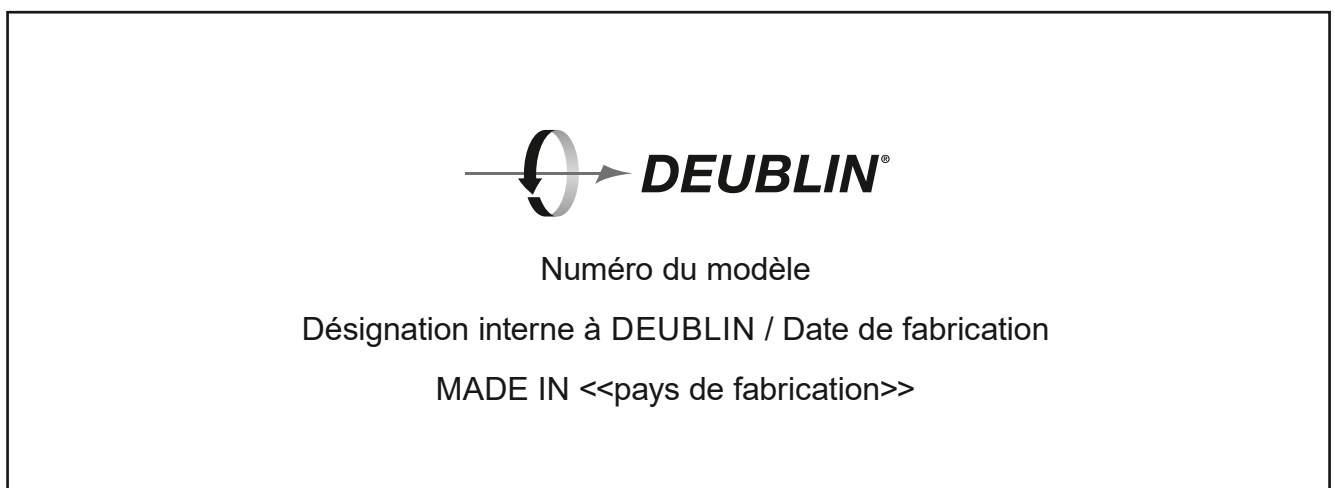 DEUBLIN®
Numéro du modèle
Désignation interne à DEUBLIN / Date de fabrication
MADE IN <<pays de fabrication>>